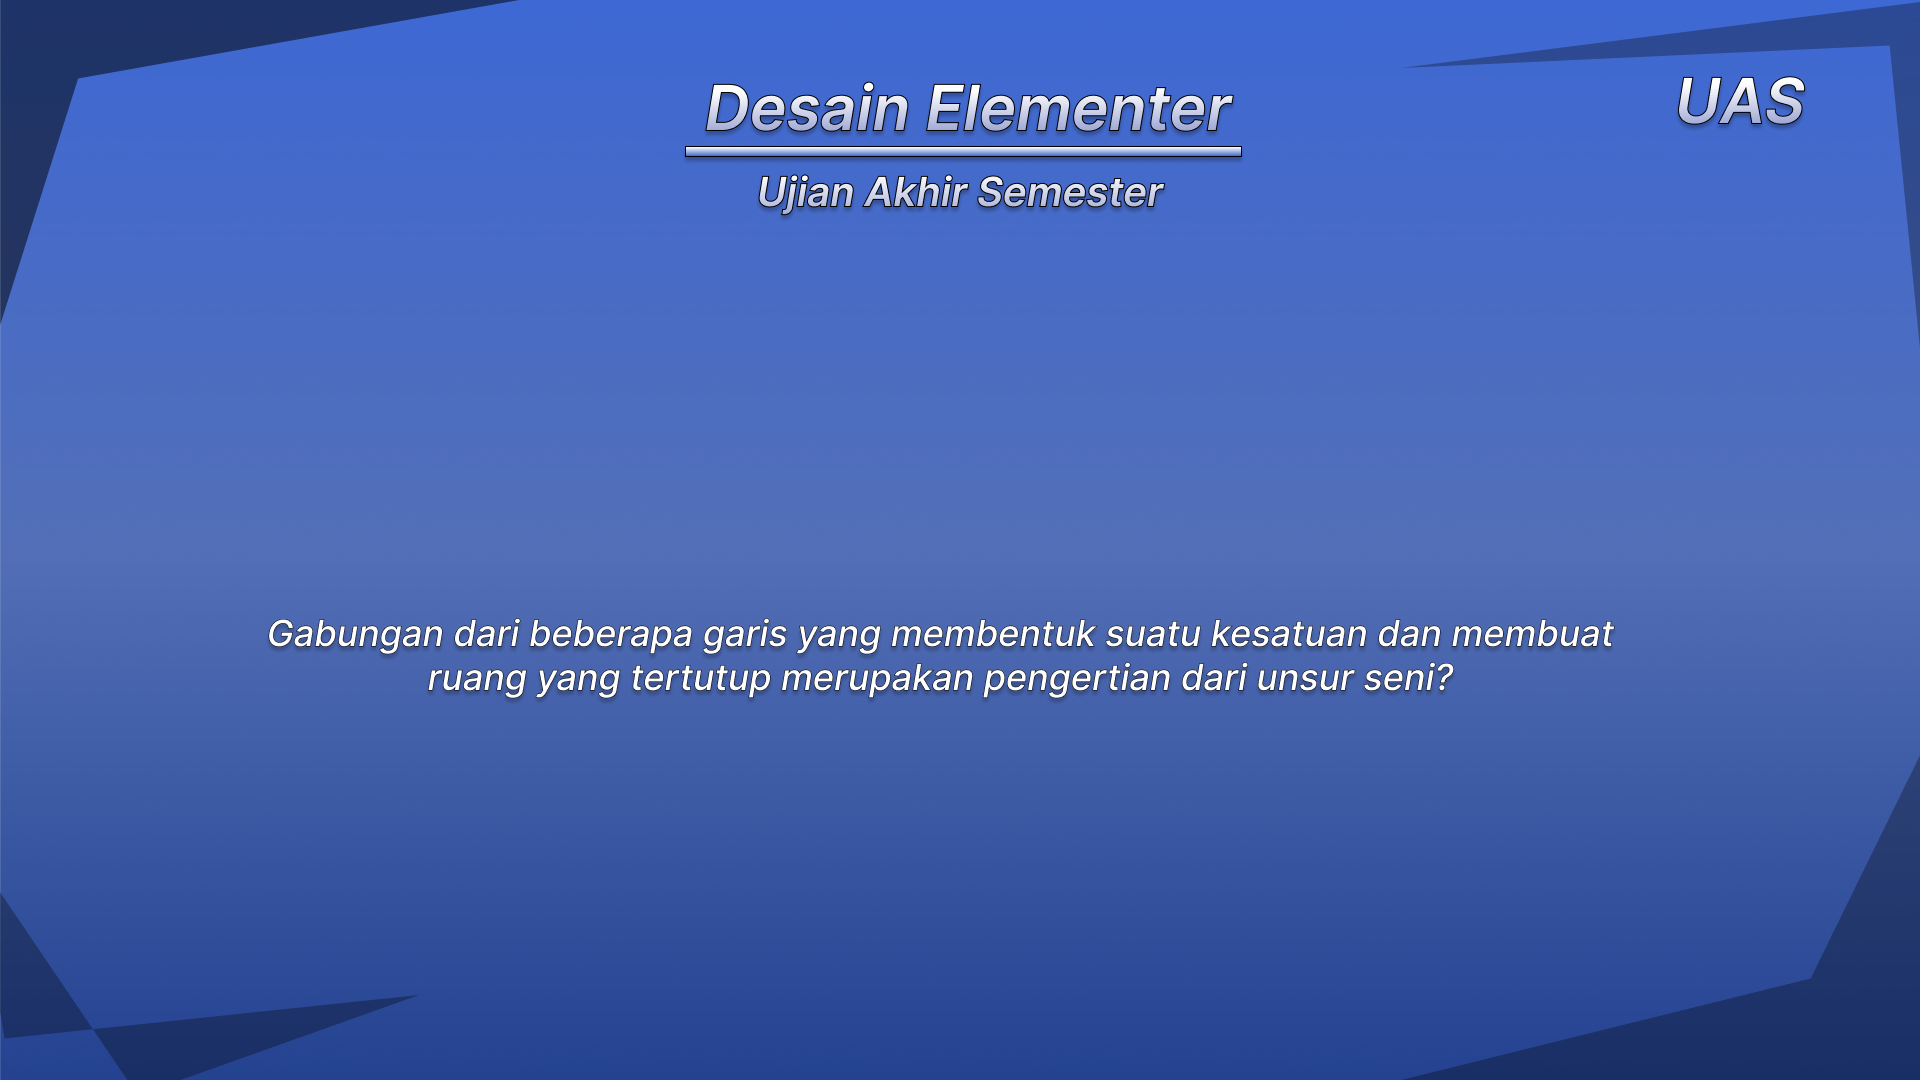 Desain Elementer
UAS
Ujian Akhir Semester
Gabungan dari beberapa garis yang membentuk suatu kesatuan dan membuat
ruang yang tertutup merupakan pengertian dari unsur seni?